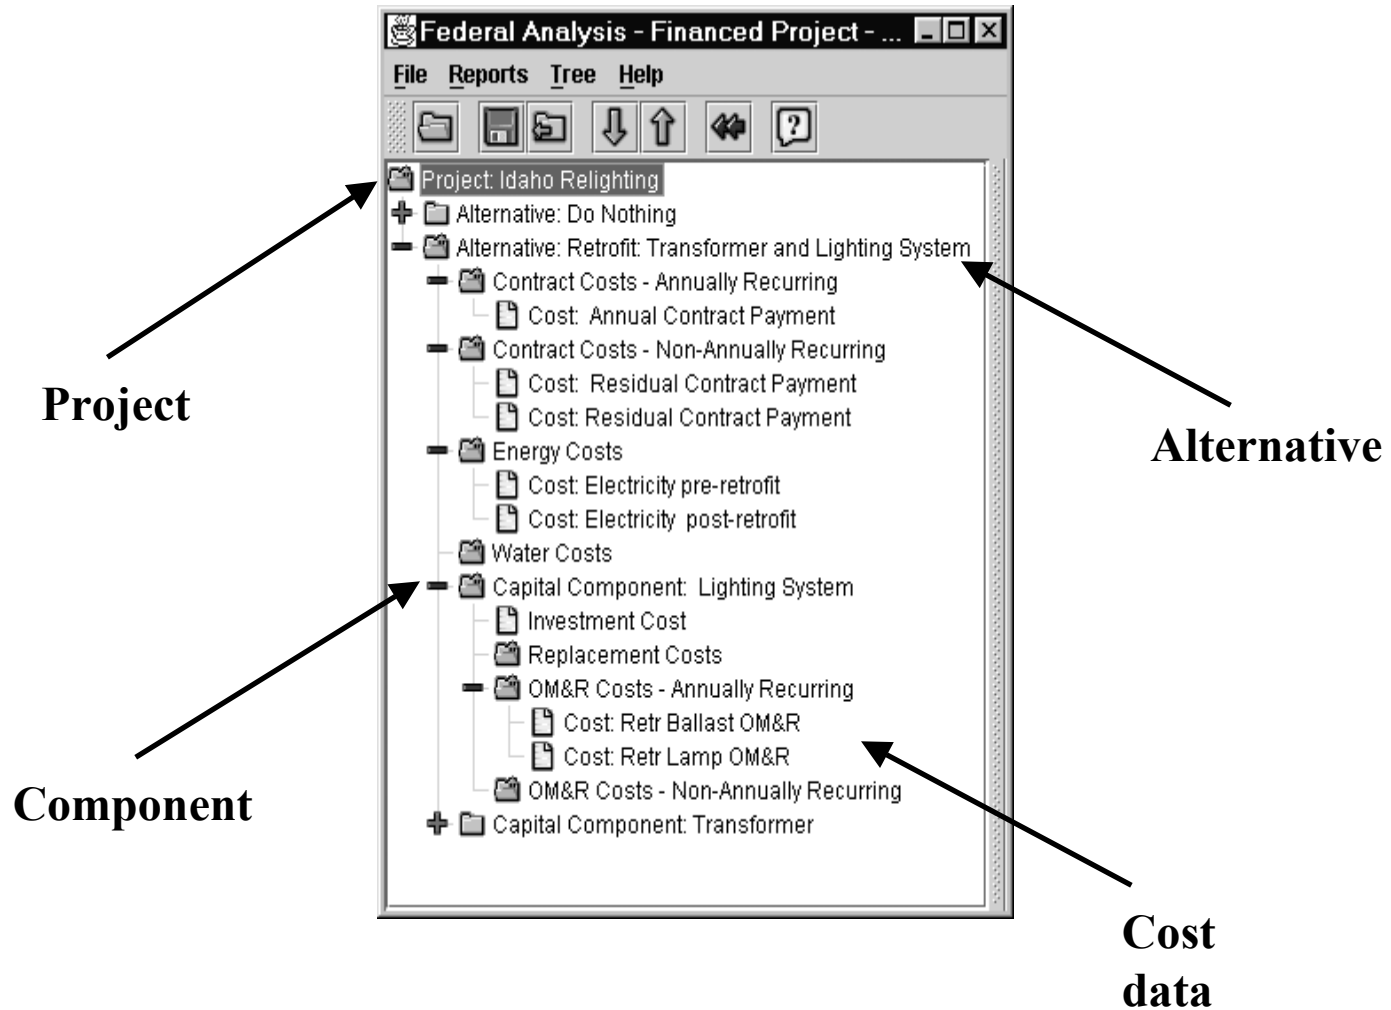 Federal Analysis - Financed Project - ...
File Reports Tree Help
Project: Idaho Relighting
Alternative: Do Nothing
Alternative: Retrofit: Transformer and Lighting System
Contract Costs - Annually Recurring
Cost: Annual Contract Payment
Contract Costs - Non-Annually Recurring
Cost: Residual Contract Payment
Cost: Residual Contract Payment
Energy Costs
Cost: Electricity pre-retrofit
Cost: Electricity post-retrofit
Water Costs
Capital Component: Lighting System
Investment Cost
Replacement Costs
OM&R Costs - Annually Recurring
Cost: Retr Ballast OM&R
Cost: Retr Lamp OM&R
OM&R Costs - Non-Annually Recurring
Capital Component: Transformer
Project
Alternative
Component
Cost
data